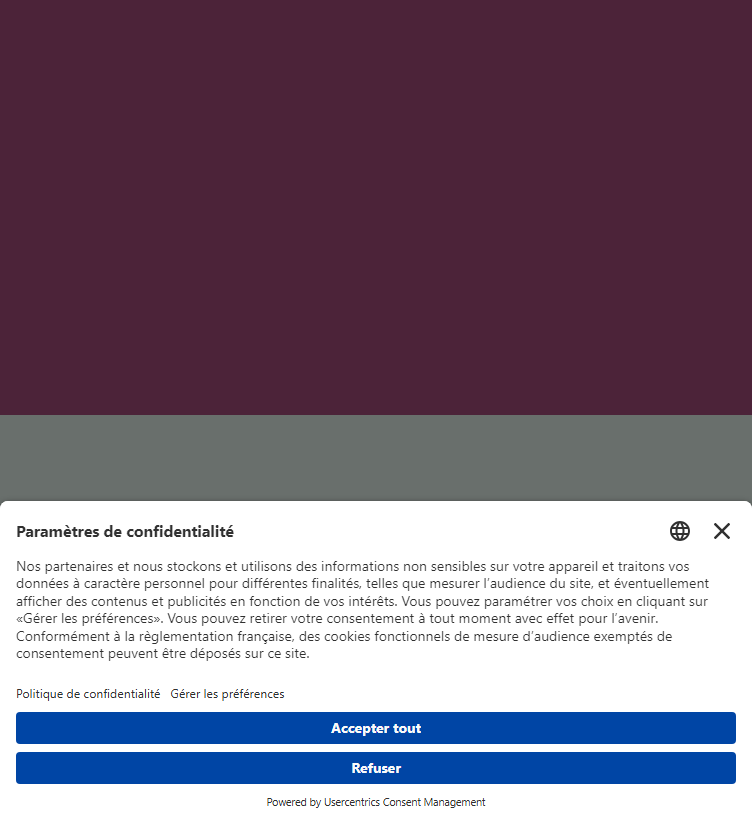 Paramètres de confidentialité
Nos partenaires et nous stockons et utilisons des informations non sensibles sur votre appareil et traitons vos
données à caractère personnel pour différentes finalités, telles que mesurer l’audience du site, et éventuellement
afficher des contenus et publicités en fonction de vos intérêts. Vous pouvez paramétrer vos choix en cliquant sur
«Gérer les préférences». Vous pouvez retirer votre consentement à tout moment avec effet pour l’avenir.
Conformément à la règlementation française, des cookies fonctionnels de mesure d’audience exemptés de
consentement peuvent être déposés sur ce site.
Politique de confidentialité Gérer les préférences
Accepter tout
Refuser
Powered by Usercentrics Consent Management